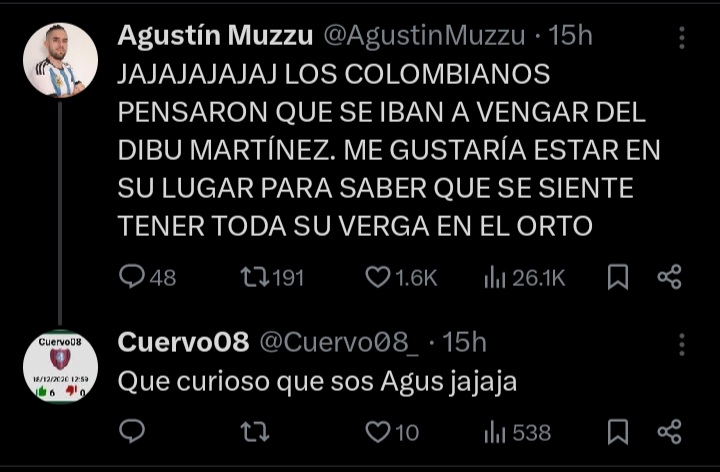 Agustín Muzzu @AgustinMuzzu · 15h
JAJAJAJAJAJ LOS COLOMBIANOS
PENSARON QUE SE IBAN A VENGAR DEL
DIBU MARTÍNEZ. ME GUSTARÍA ESTAR EN
SU LUGAR PARA SABER QUE SE SIENTE
TENER TODA SU VERGA EN EL ORTO
48 191 1.6K 26.1K
Cuervo08
18/12/2020 12:59
6 0
Cuervo08 @Cuervo08_ · 15h
Que curioso que sos Agus jajaja
10 538